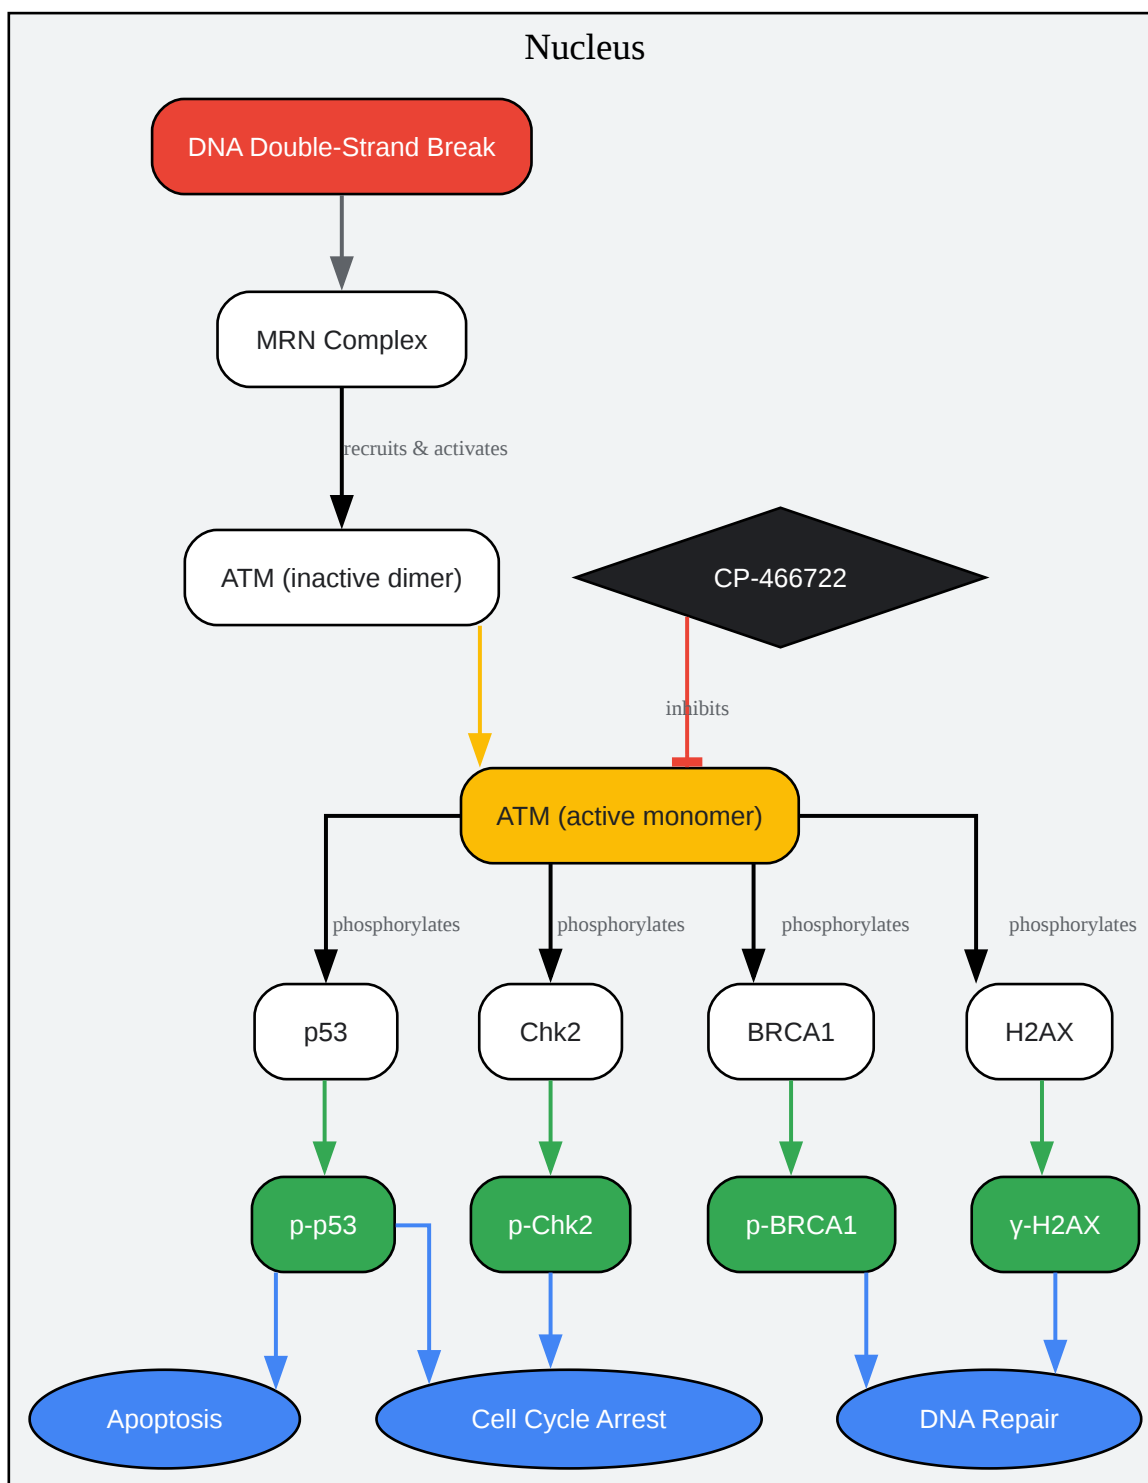 Nucleus
DNA Double-Strand Break
MRN Complex
recruits & activates
ATM (inactive dimer)
CP-466722
inhibits
ATM (active monomer)
phosphorylates
phosphorylates
phosphorylates
phosphorylates
p53
Chk2
BRCA1
H2AX
p-p53
p-Chk2
p-BRCA1
γ-H2AX
Apoptosis
Cell Cycle Arrest
DNA Repair